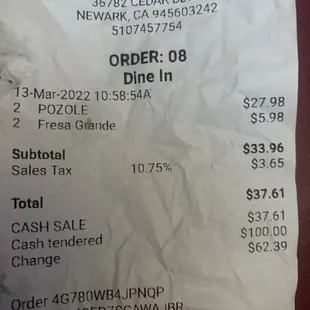 36782 CEDAR
NEWARK, CA 945603242
5107457754
ORDER: 08
Dine In
13-Mar-2022 10:58:54A
2 POZOLE $27.98
2 Fresa Grande $5.98
Subtotal $33.96
Sales Tax 10.75% $3.65
Total $37.61
CASH SALE $37.61
Cash tendered $100.00
Change $62.39
Order 4G780WB4JPNQP